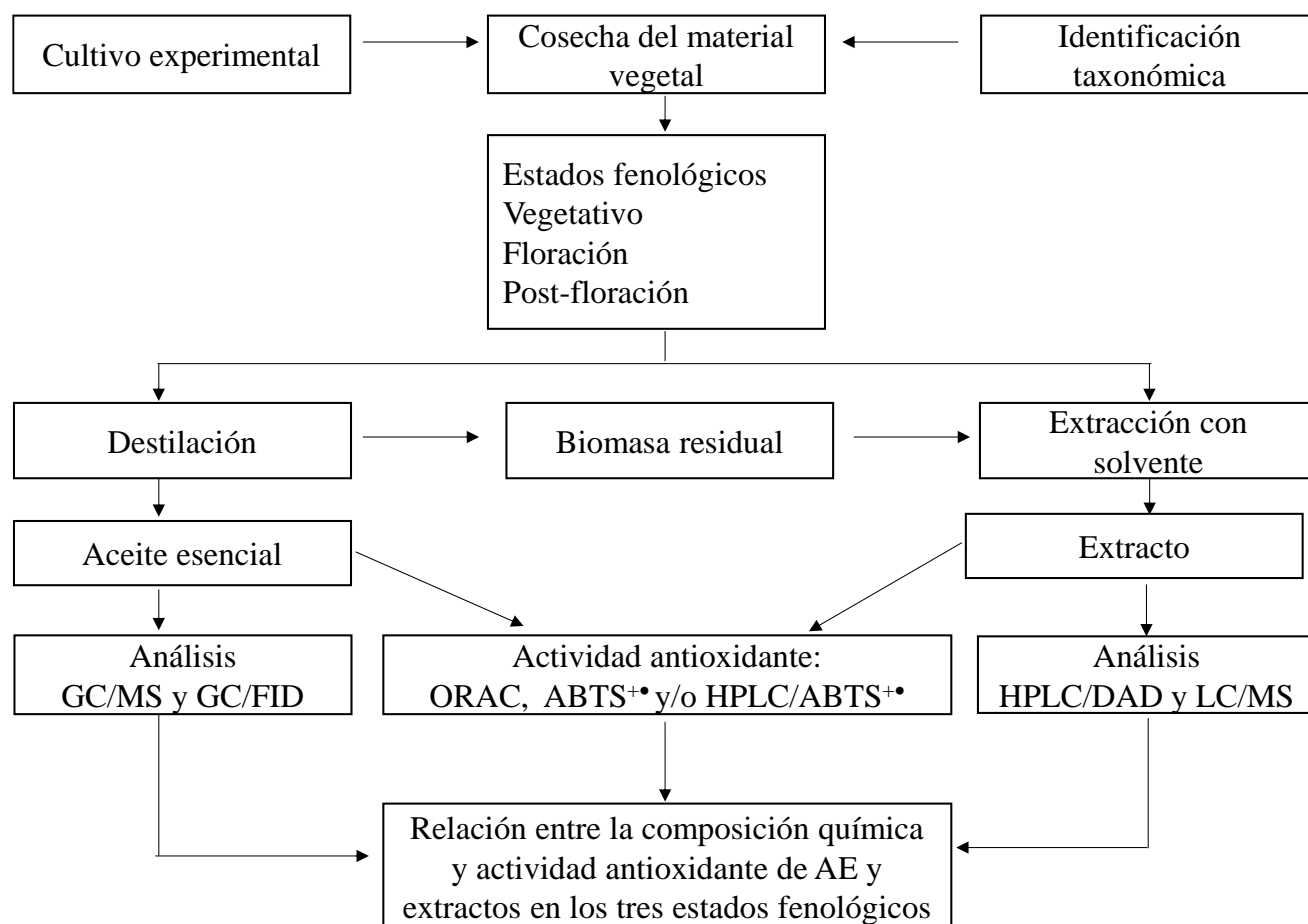 Cultivo experimental
Cosecha del material
vegetal
Identificación
taxonómica
Estados fenológicos
Vegetativo
Floración
Post-floración
Destilación
Biomasa residual
Extracción con
solvente
Aceite esencial
Extracto
Análisis
GC/MS y GC/FID
Actividad antioxidante:
ORAC, ABTS⁺• y/o HPLC/ABTS⁺•
Análisis
HPLC/DAD y LC/MS
Relación entre la composición química
y actividad antioxidante de AE y
extractos en los tres estados fenológicos